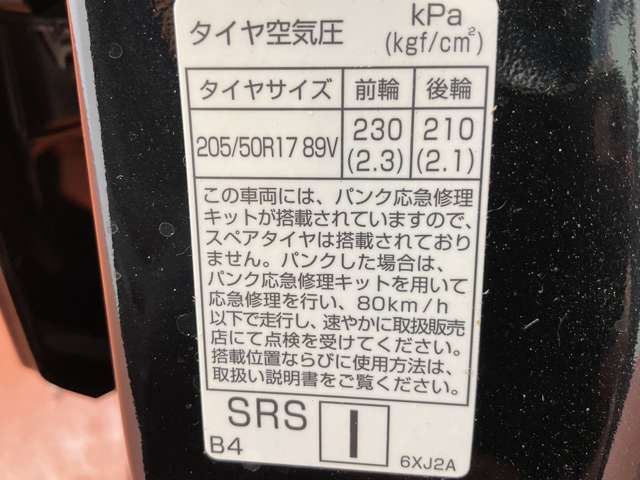 タイヤ空気圧 kPa
(kgf/cm²)
タイヤサイズ 前輪 後輪
205/50R17 89V 230 210
(2.3) (2.1)
この車両には、パンク応急修理
キットが搭載されていますので、
スペアタイヤは搭載されており
ません。パンクした場合は、
パンク応急修理キットを用いて
応急修理を行い、80km/h
以下で走行し、速やかに取扱販売
店にて点検を受けてください。
搭載位置ならびに使用方法は、
取扱い説明書をご覧ください。
SRS I
B4 6XJ2A